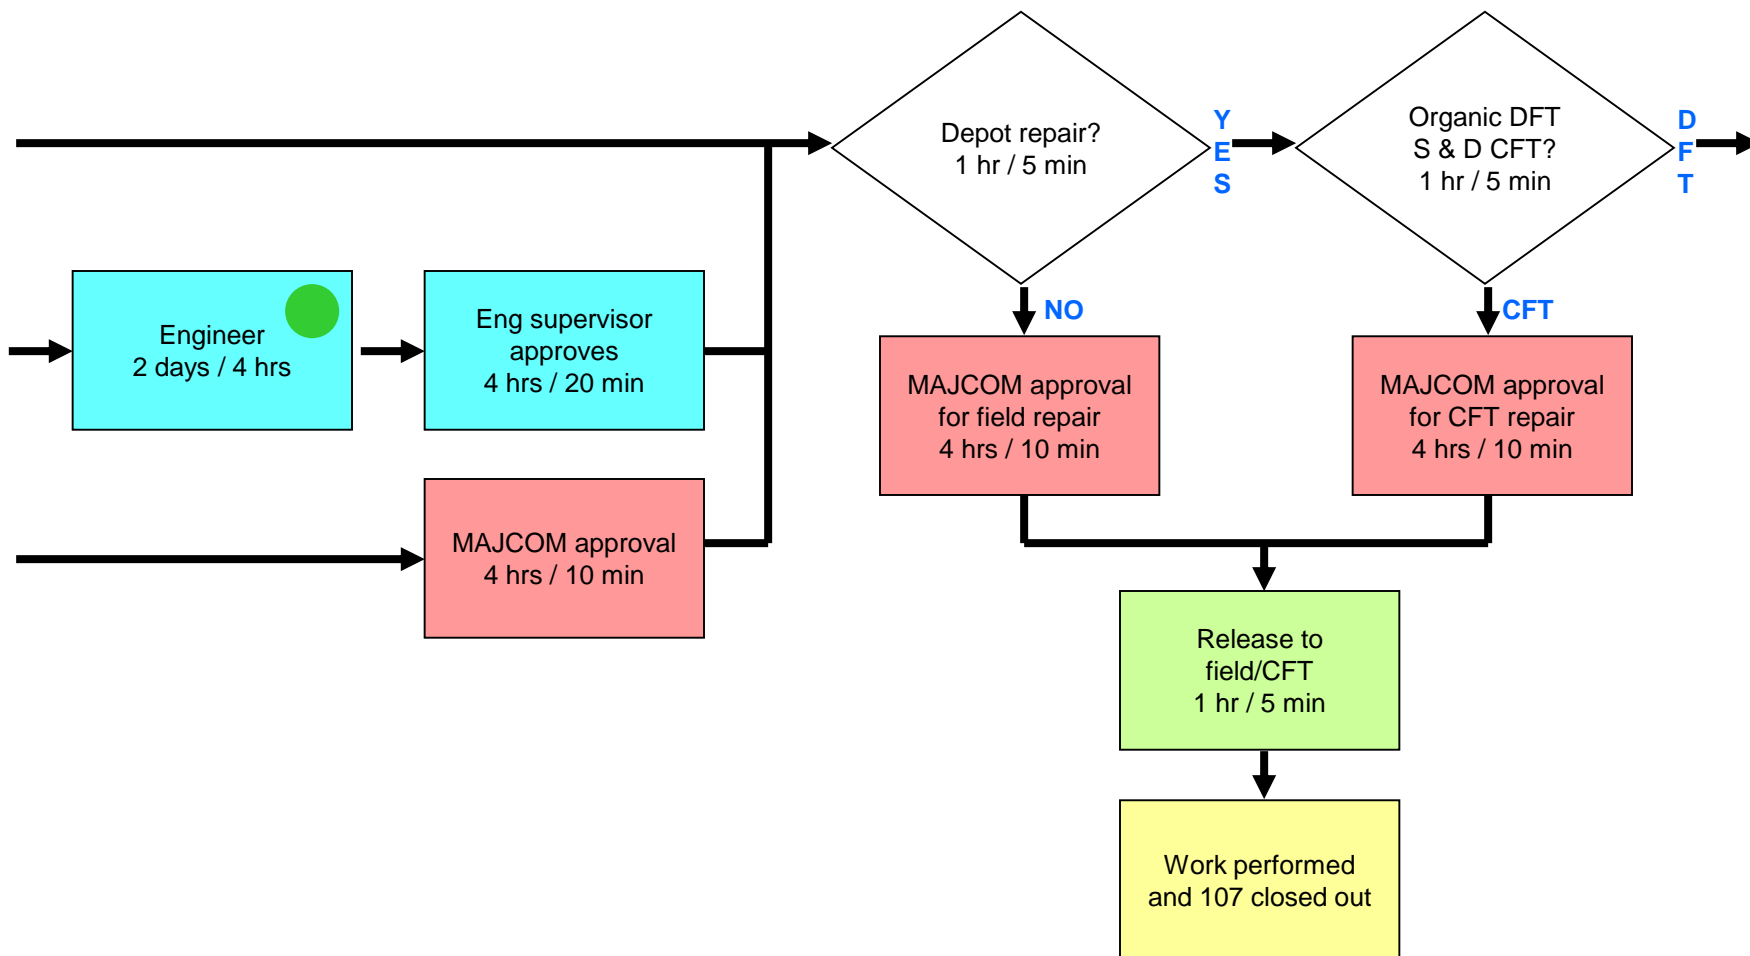 Depot repair?
1 hr / 5 min
YES
Organic DFT
S & D CFT?
1 hr / 5 min
DFT
Engineer
2 days / 4 hrs
Eng supervisor
approves
4 hrs / 20 min
NO
CFT
MAJCOM approval
for field repair
4 hrs / 10 min
MAJCOM approval
for CFT repair
4 hrs / 10 min
MAJCOM approval
4 hrs / 10 min
Release to
field/CFT
1 hr / 5 min
Work performed
and 107 closed out